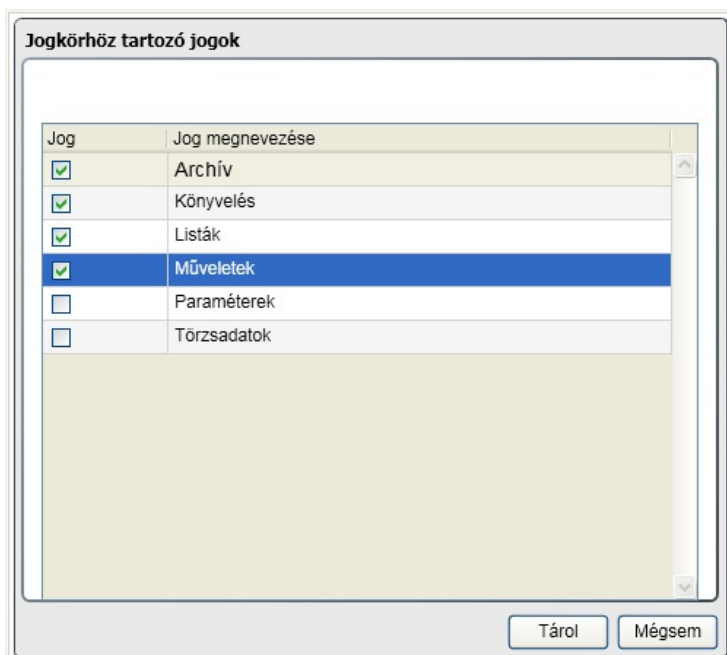 Jogkörhöz tartozó jogok
Jog Jog megnevezése
Archív
Könyvelés
Listák
Műveletek
Paraméterek
Törzsadatok
Tárol Mégsem